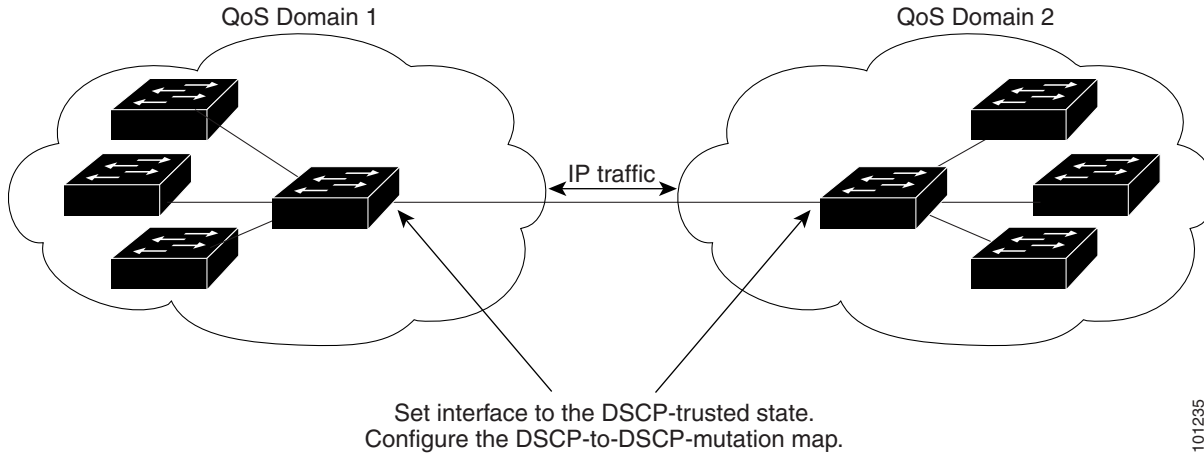 QoS Domain 1
QoS Domain 2
IP traffic
Set interface to the DSCP-trusted state.
Configure the DSCP-to-DSCP-mutation map.
101235